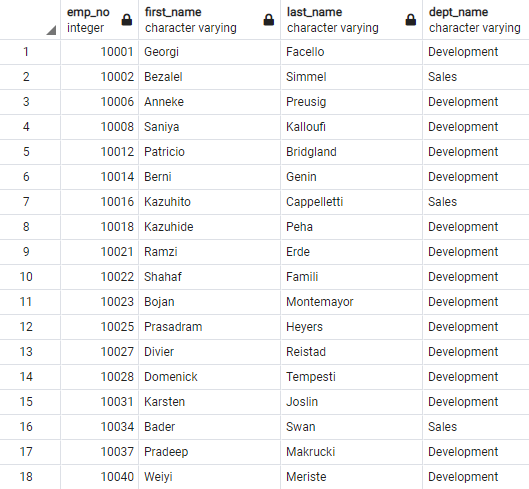 emp_no first_name last_name dept_name
integer character varying character varying character varying
1 10001 Georgi Facello Development
2 10002 Bezalel Simmel Sales
3 10006 Anneke Preusig Development
4 10008 Saniya Kalloufi Development
5 10012 Patricio Bridgland Development
6 10014 Berni Genin Development
7 10016 Kazuhito Cappelletti Sales
8 10018 Kazuhide Peha Development
9 10021 Ramzi Erde Development
10 10022 Shahaf Famili Development
11 10023 Bojan Montemayor Development
12 10025 Prasadram Heyers Development
13 10027 Divier Reistad Development
14 10028 Domenick Tempesti Development
15 10031 Karsten Joslin Development
16 10034 Bader Swan Sales
17 10037 Pradeep Makrucki Development
18 10040 Weiyi Meriste Development